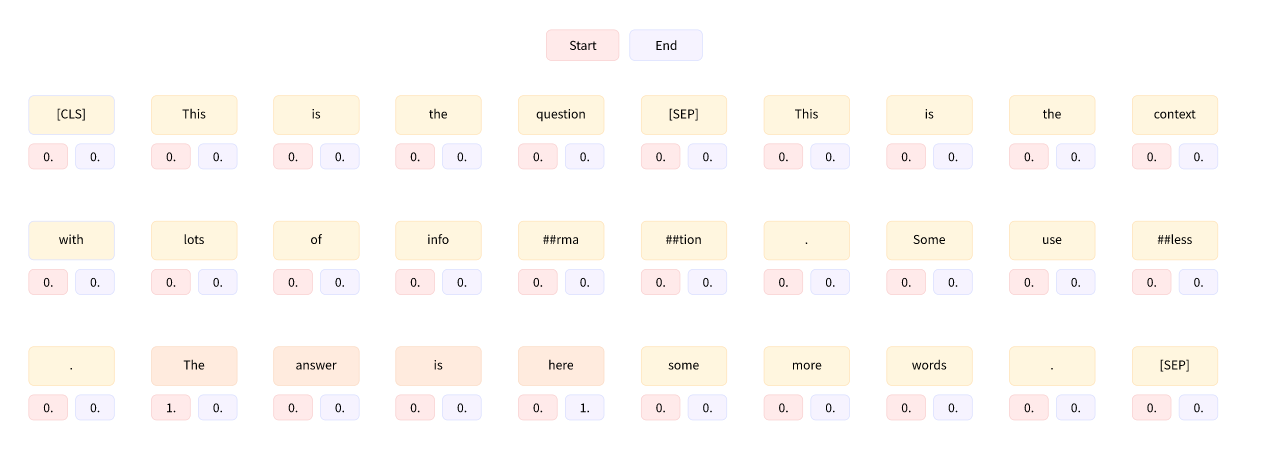 Start End
[CLS] This is the question [SEP] This is the context
0. 0. 0. 0. 0. 0. 0. 0. 0. 0. 0. 0. 0. 0. 0. 0. 0. 0. 0. 0.
with lots of info ##rma ##tion . Some use ##less
0. 0. 0. 0. 0. 0. 0. 0. 0. 0. 0. 0. 0. 0. 0. 0. 0. 0. 0. 0.
. The answer is here some more words . [SEP]
0. 0. 1. 0. 0. 0. 0. 0. 0. 1. 0. 0. 0. 0. 0. 0. 0. 0. 0. 0.